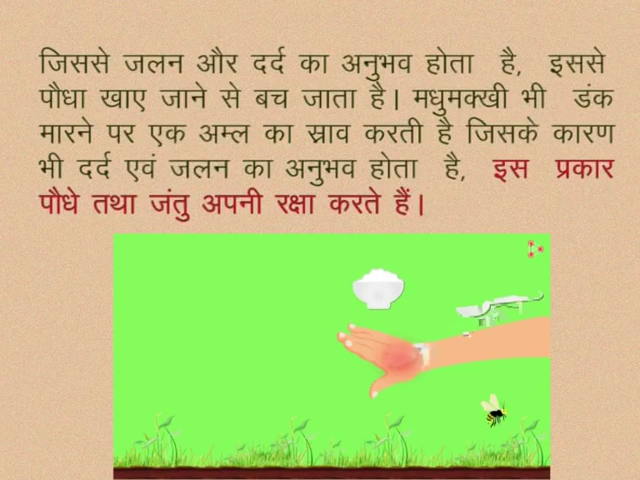 जिससे जलन और दर्द का अनुभव होता है, इससे
पौधा खाए जाने से बच जाता है। मधुमक्खी भी डंक
मारने पर एक अम्ल का स्राव करती है जिसके कारण
भी दर्द एवं जलन का अनुभव होता है, इस प्रकार
पौधे तथा जंतु अपनी रक्षा करते हैं।